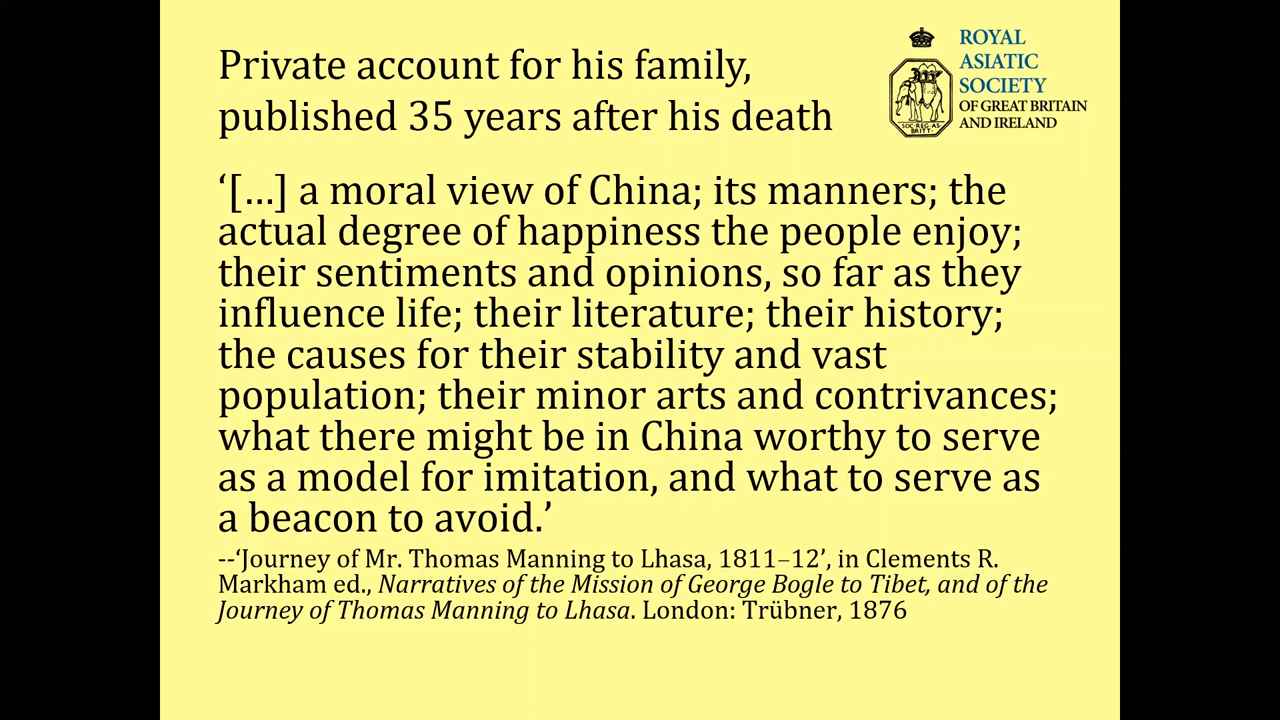 Private account for his family,
published 35 years after his death
ROYAL
ASIATIC
SOCIETY
OF GREAT BRITAIN
AND IRELAND
SOC·REG·AS·
BRITT·
‘[…] a moral view of China; its manners; the
actual degree of happiness the people enjoy;
their sentiments and opinions, so far as they
influence life; their literature; their history;
the causes for their stability and vast
population; their minor arts and contrivances;
what there might be in China worthy to serve
as a model for imitation, and what to serve as
a beacon to avoid.’
--‘Journey of Mr. Thomas Manning to Lhasa, 1811–12’, in Clements R.
Markham ed., Narratives of the Mission of George Bogle to Tibet, and of the
Journey of Thomas Manning to Lhasa. London: Trübner, 1876